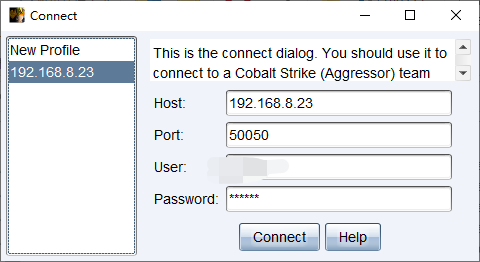 Connect
New Profile
192.168.8.23
This is the connect dialog. You should use it to
connect to a Cobalt Strike (Aggressor) team
Host: 192.168.8.23
Port: 50050
User:
Password: ******
Connect Help